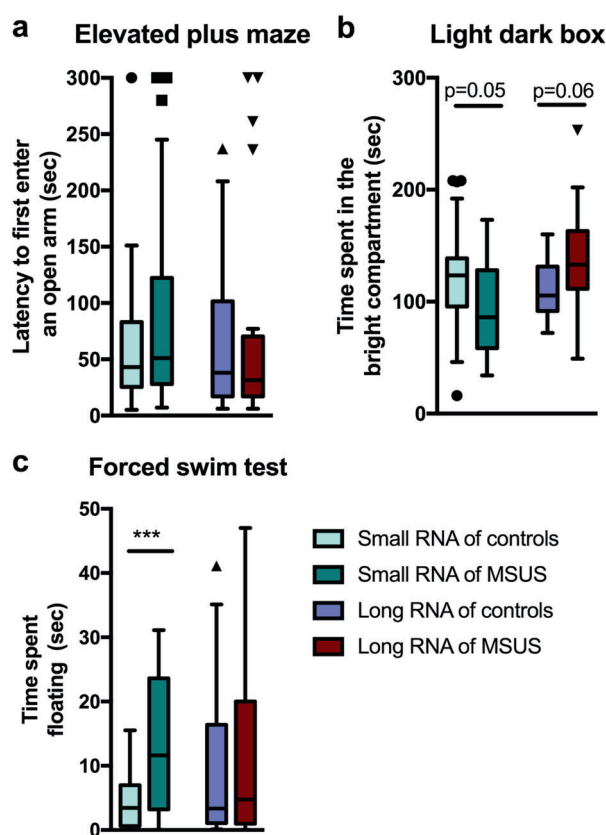 a Elevated plus maze
Latency to first enter
an open arm (sec)
300
250
200
150
100
50
0
b Light dark box
Time spent in the
bright compartment (sec)
300
200
100
0
p=0.05 p=0.06
c Forced swim test
Time spent
floating (sec)
50
40
30
20
10
0
***
Small RNA of controls
Small RNA of MSUS
Long RNA of controls
Long RNA of MSUS